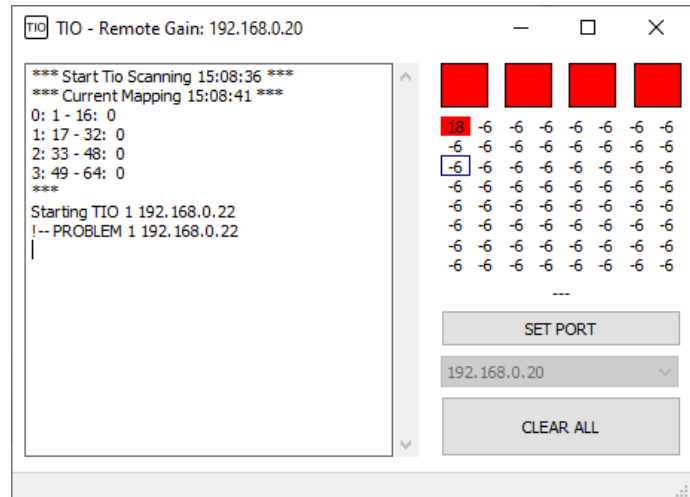 TIO TIO - Remote Gain: 192.168.0.20
*** Start Tio Scanning 15:08:36 ***
*** Current Mapping 15:08:41 ***
0: 1 - 16: 0
1: 17 - 32: 0
2: 33 - 48: 0
3: 49 - 64: 0
***
Starting TIO 1 192.168.0.22
!-- PROBLEM 1 192.168.0.22
18 -6 -6 -6 -6 -6 -6 -6
-6 -6 -6 -6 -6 -6 -6 -6
-6 -6 -6 -6 -6 -6 -6 -6
-6 -6 -6 -6 -6 -6 -6 -6
-6 -6 -6 -6 -6 -6 -6 -6
-6 -6 -6 -6 -6 -6 -6 -6
-6 -6 -6 -6 -6 -6 -6 -6
-6 -6 -6 -6 -6 -6 -6 -6
---
SET PORT
192.168.0.20
CLEAR ALL